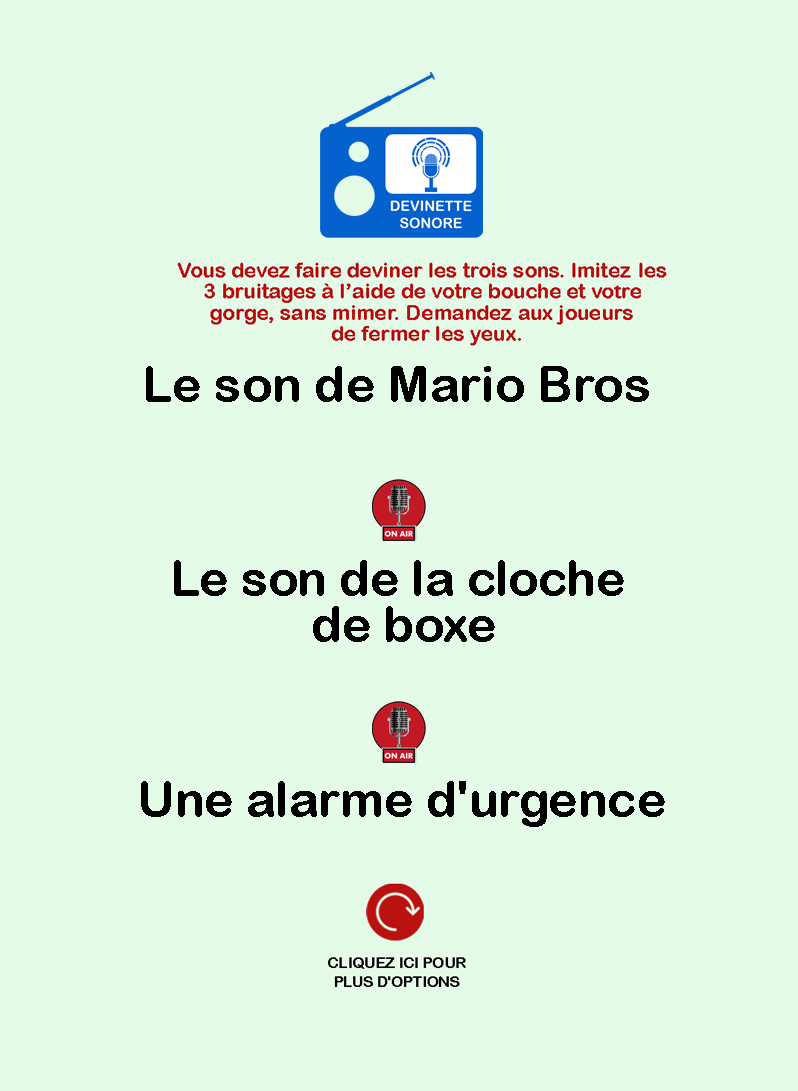 DEVINETTE
SONORE
Vous devez faire deviner les trois sons. Imitez les
3 bruitages à l’aide de votre bouche et votre
gorge, sans mimer. Demandez aux joueurs
de fermer les yeux.
Le son de Mario Bros
ON AIR
Le son de la cloche
de boxe
ON AIR
Une alarme d'urgence
CLIQUEZ ICI POUR
PLUS D'OPTIONS